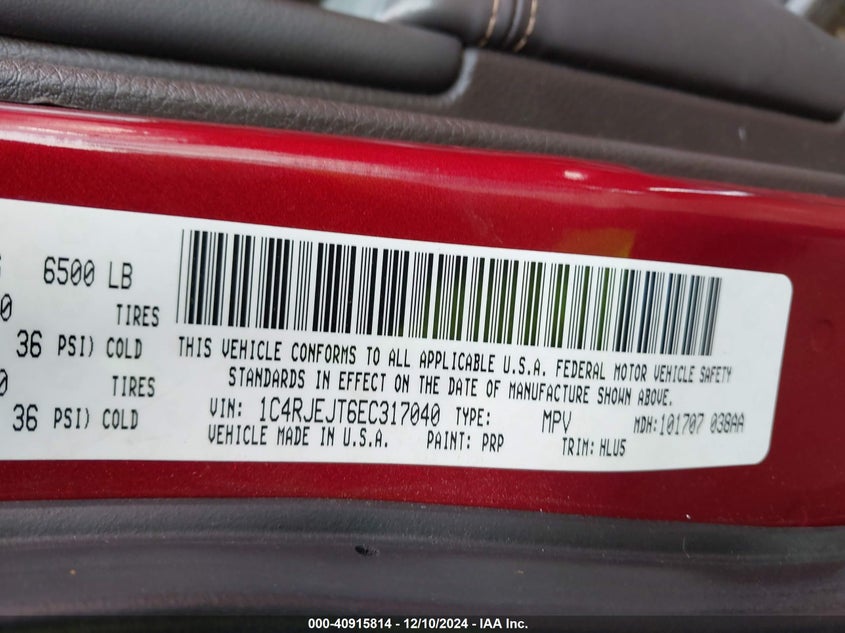 6500 LB
0 TIRES
36 PSI) COLD
0 TIRES
36 PSI) COLD
THIS VEHICLE CONFORMS TO ALL APPLICABLE U.S.A. FEDERAL MOTOR VEHICLE SAFETY
STANDARDS IN EFFECT ON THE DATE OF MANUFACTURE SHOWN ABOVE.
VIN: 1C4RJEJT6EC317040 TYPE: MPV MDH:101707 038AA
VEHICLE MADE IN U.S.A. PAINT: PRP TRIM: HLU5
000-40915814 - 12/10/2024 - IAA Inc.